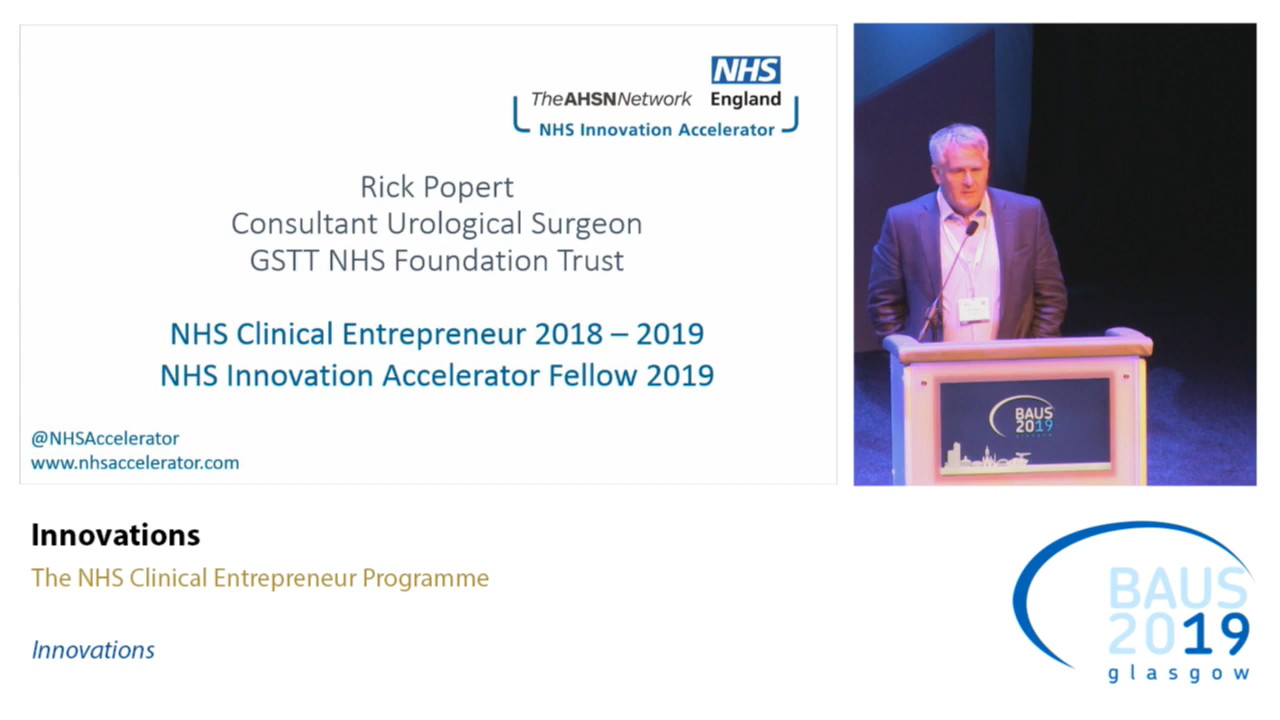 NHS
TheAHSNNetwork England
NHS Innovation Accelerator
Rick Popert
Consultant Urological Surgeon
GSTT NHS Foundation Trust
NHS Clinical Entrepreneur 2018 – 2019
NHS Innovation Accelerator Fellow 2019
@NHSAccelerator
www.nhsaccelerator.com
BAUS
2019
Innovations
The NHS Clinical Entrepreneur Programme
Innovations
BAUS
2019
glasgow